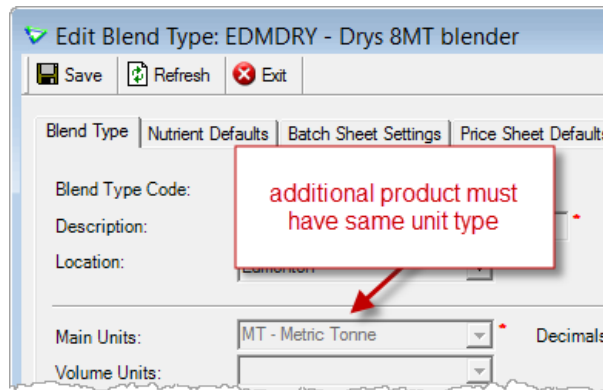 Edit Blend Type: EDMDRY - Drys 8MT blender
Save Refresh Exit
Blend Type Nutrient Defaults Batch Sheet Settings Price Sheet Defaults
additional product must
have same unit type
Blend Type Code:
Description: *
Location: Edmonton
Main Units: MT - Metric Tonne * Decimals
Volume Units: